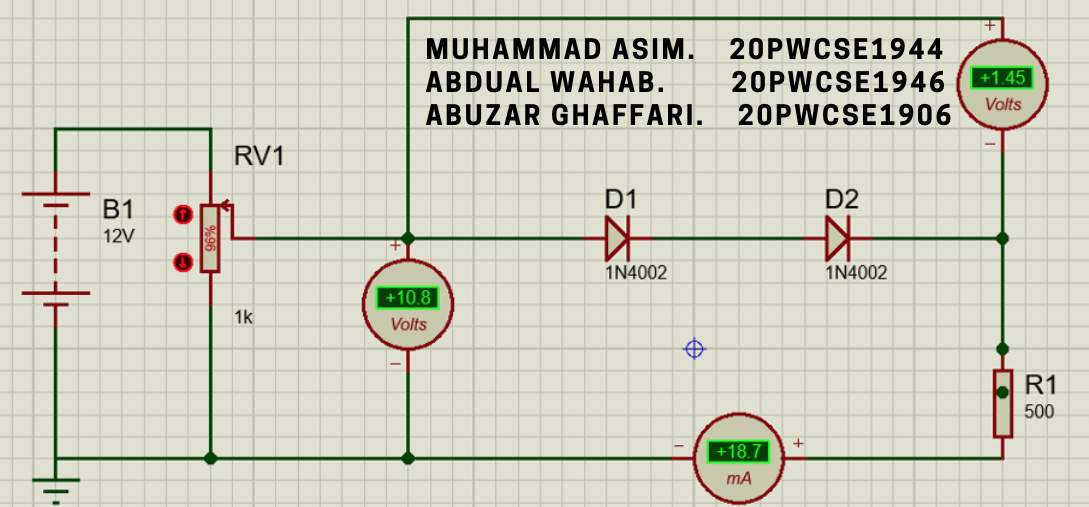 MUHAMMAD ASIM. 20PWCSE1944
ABDUAL WAHAB. 20PWCSE1946
ABUZAR GHAFFARI. 20PWCSE1906
+
+1.45
Volts
−
RV1
B1
12V
96%
1k
+
+10.8
Volts
−
D1
1N4002
D2
1N4002
R1
500
−
+18.7
mA
+